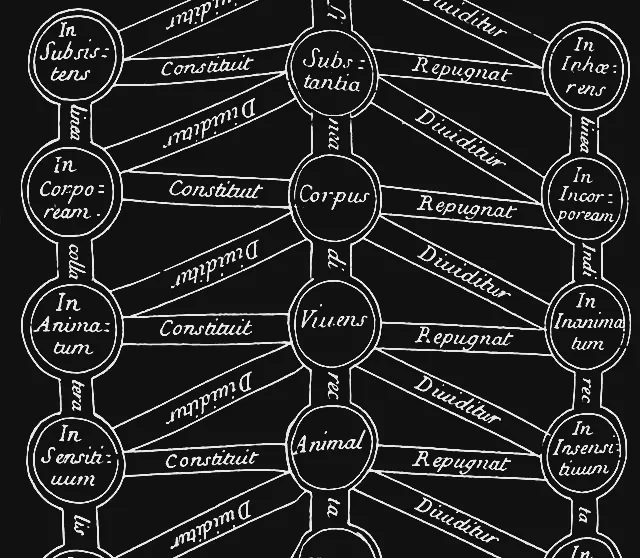 Diuiditur
Diuiditur
In
Subsis:
tens
Constituit
Subs:
tantia
Repugnat
In
Inhæ:
rens
linea
Diuiditur
nea
Diuiditur
linea
In
Corpo:
ream.
Constituit
Corpus
Repugnat
In
Incor:
poream
colla
Diuiditur
di
Diuiditur
Indi
In
Anima:
tum
Constituit
Viuens
Repugnat
In
Inanima
tum
tera
Diuiditur
rec
Diuiditur
rec
In
Sensiti:
uum
Constituit
Animal
Repugnat
In
Insensi:
tiuum
lis
Diuiditur
ta
Diuiditur
ta
In